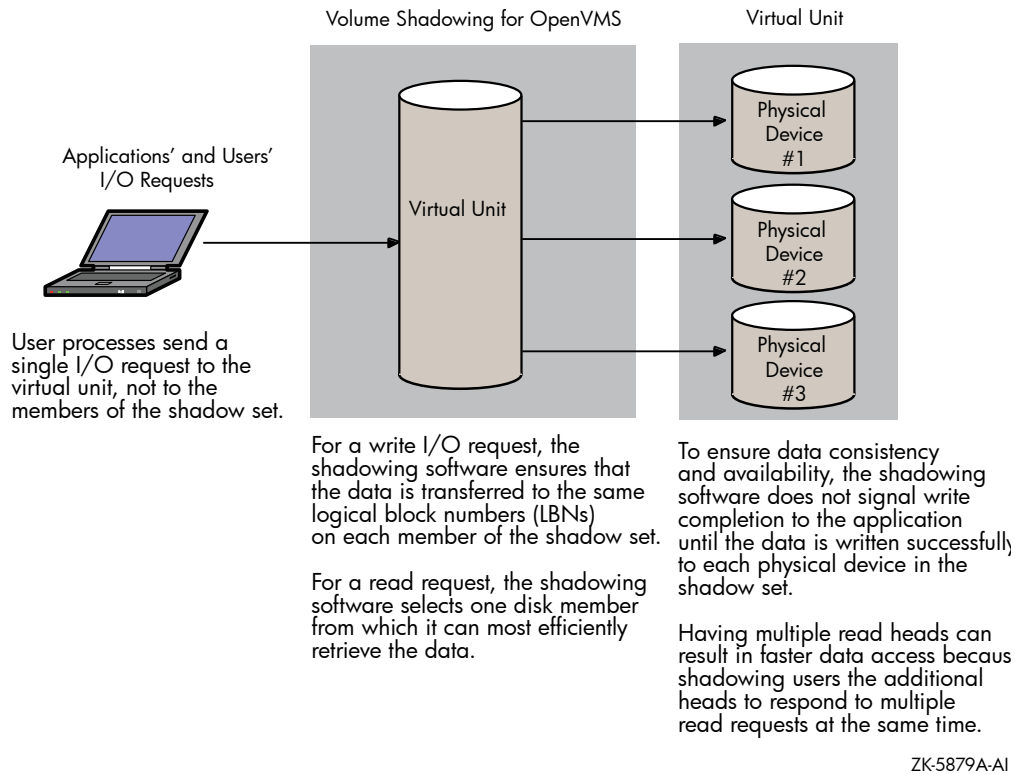 Volume Shadowing for OpenVMS
Virtual Unit
Applications' and Users'
I/O Requests
Virtual Unit
Physical
Device
#1
Physical
Device
#2
Physical
Device
#3
User processes send a
single I/O request to the
virtual unit, not to the
members of the shadow set.
For a write I/O request, the
shadowing software ensures that
the data is transferred to the same
logical block numbers (LBNs)
on each member of the shadow set.
For a read request, the shadowing
software selects one disk member
from which it can most efficiently
retrieve the data.
To ensure data consistency
and availability, the shadowing
software does not signal write
completion to the application
until the data is written successfully
to each physical device in the
shadow set.
Having multiple read heads can
result in faster data access becaus
shadowing users the additional
heads to respond to multiple
read requests at the same time.
ZK-5879A-AI